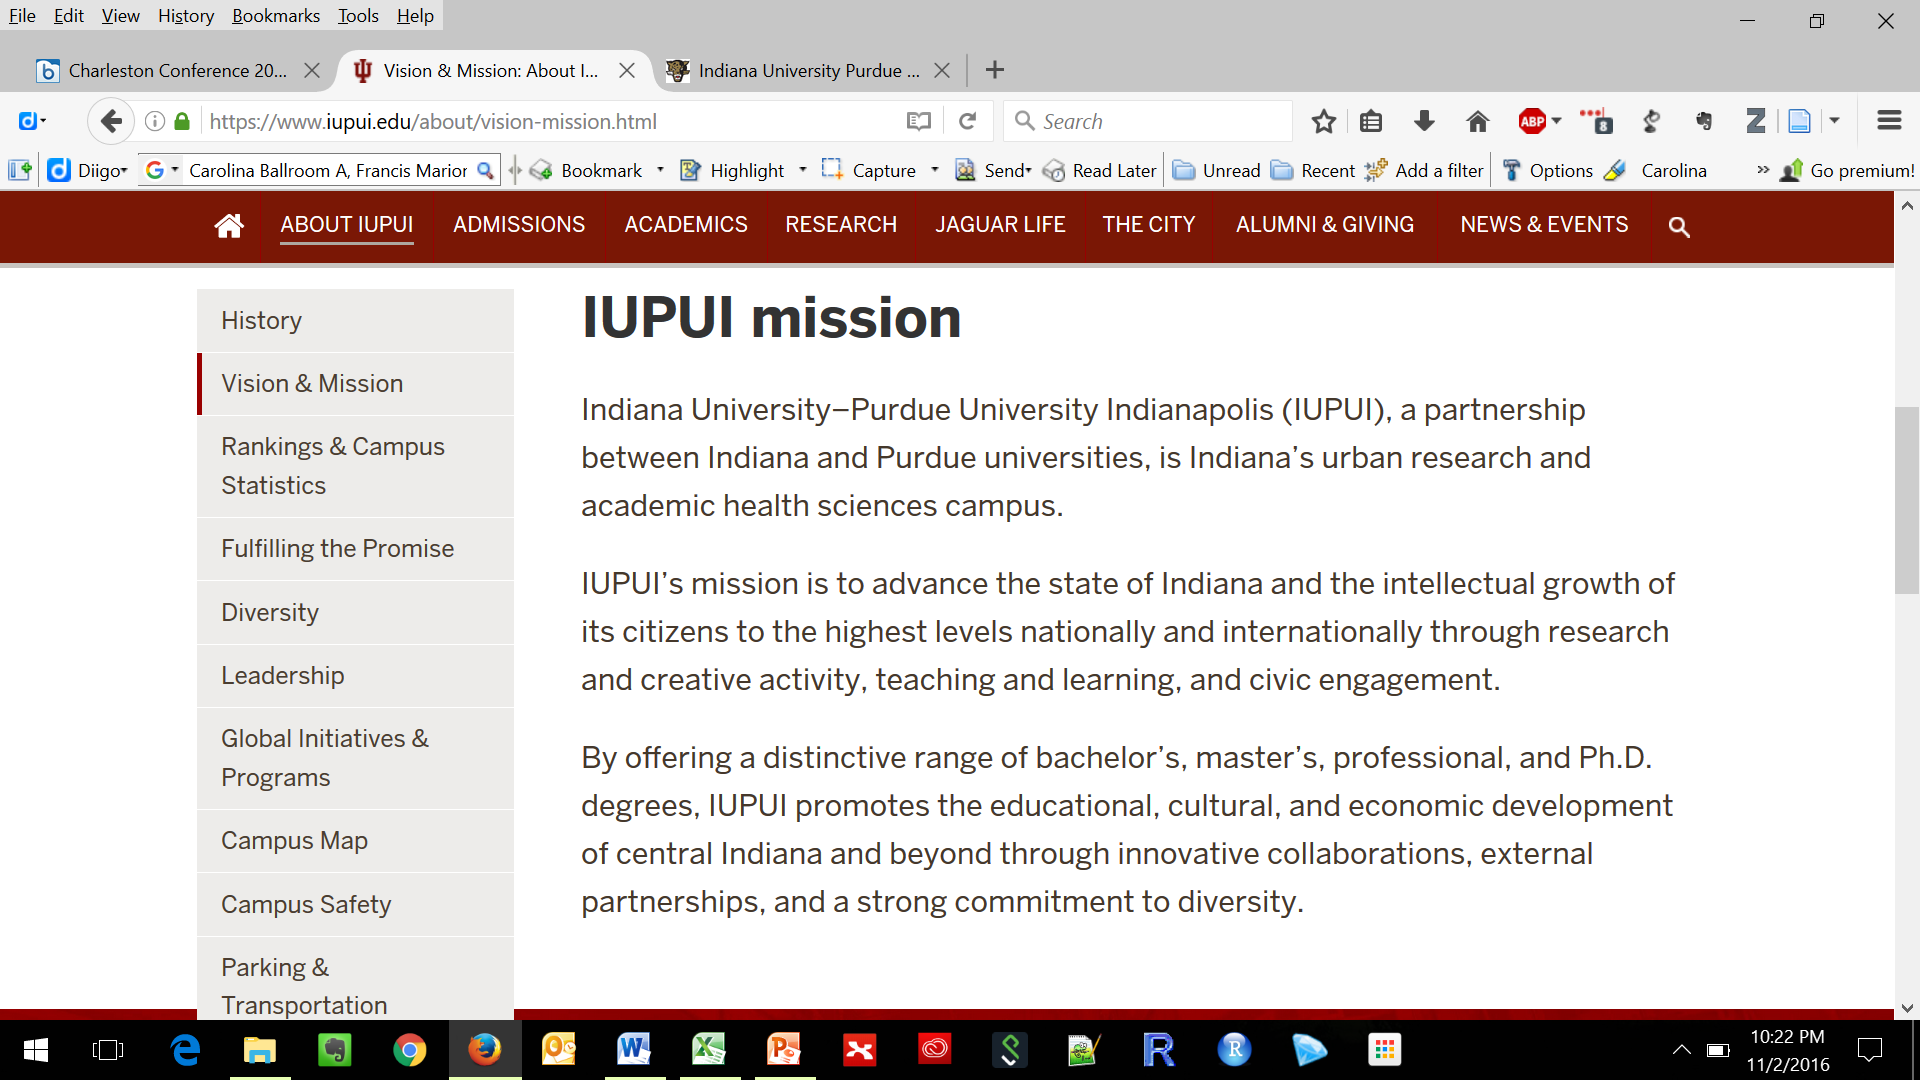 File Edit View History Bookmarks Tools Help
Charleston Conference 20... Vision & Mission: About I... Indiana University Purdue ...
https://www.iupui.edu/about/vision-mission.html Search ABP 8
Diigo Carolina Ballroom A, Francis Marior Bookmark Highlight Capture Send Read Later Unread Recent Add a filter Options Carolina » Go premium!
ABOUT IUPUI ADMISSIONS ACADEMICS RESEARCH JAGUAR LIFE THE CITY ALUMNI & GIVING NEWS & EVENTS
History
Vision & Mission
Rankings & Campus
Statistics
Fulfilling the Promise
Diversity
Leadership
Global Initiatives &
Programs
Campus Map
Campus Safety
Parking &
Transportation
IUPUI mission
Indiana University–Purdue University Indianapolis (IUPUI), a partnership
between Indiana and Purdue universities, is Indiana’s urban research and
academic health sciences campus.
IUPUI’s mission is to advance the state of Indiana and the intellectual growth of
its citizens to the highest levels nationally and internationally through research
and creative activity, teaching and learning, and civic engagement.
By offering a distinctive range of bachelor’s, master’s, professional, and Ph.D.
degrees, IUPUI promotes the educational, cultural, and economic development
of central Indiana and beyond through innovative collaborations, external
partnerships, and a strong commitment to diversity.
10:22 PM
11/2/2016